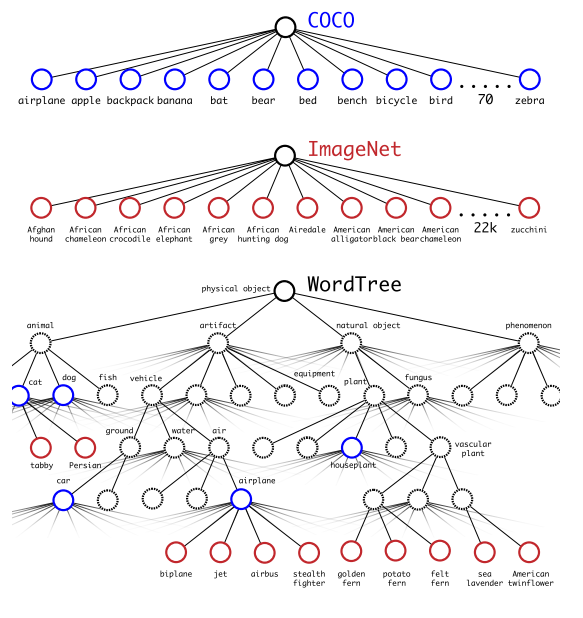 COCO
airplane apple backpack banana bat bear bed bench bicycle bird 70 zebra
ImageNet
Afghan African African African African African Airedale American American American 22k zucchini
hound chameleon crocodile elephant grey hunting dog alligator black bear chameleon
physical object WordTree
animal artifact natural object phenomenon
cat dog fish vehicle equipment plant fungus
ground water air vascular
plant
tabby Persian houseplant
car airplane
biplane jet airbus stealth golden potato felt sea American
fighter fern fern fern lavender twinflower